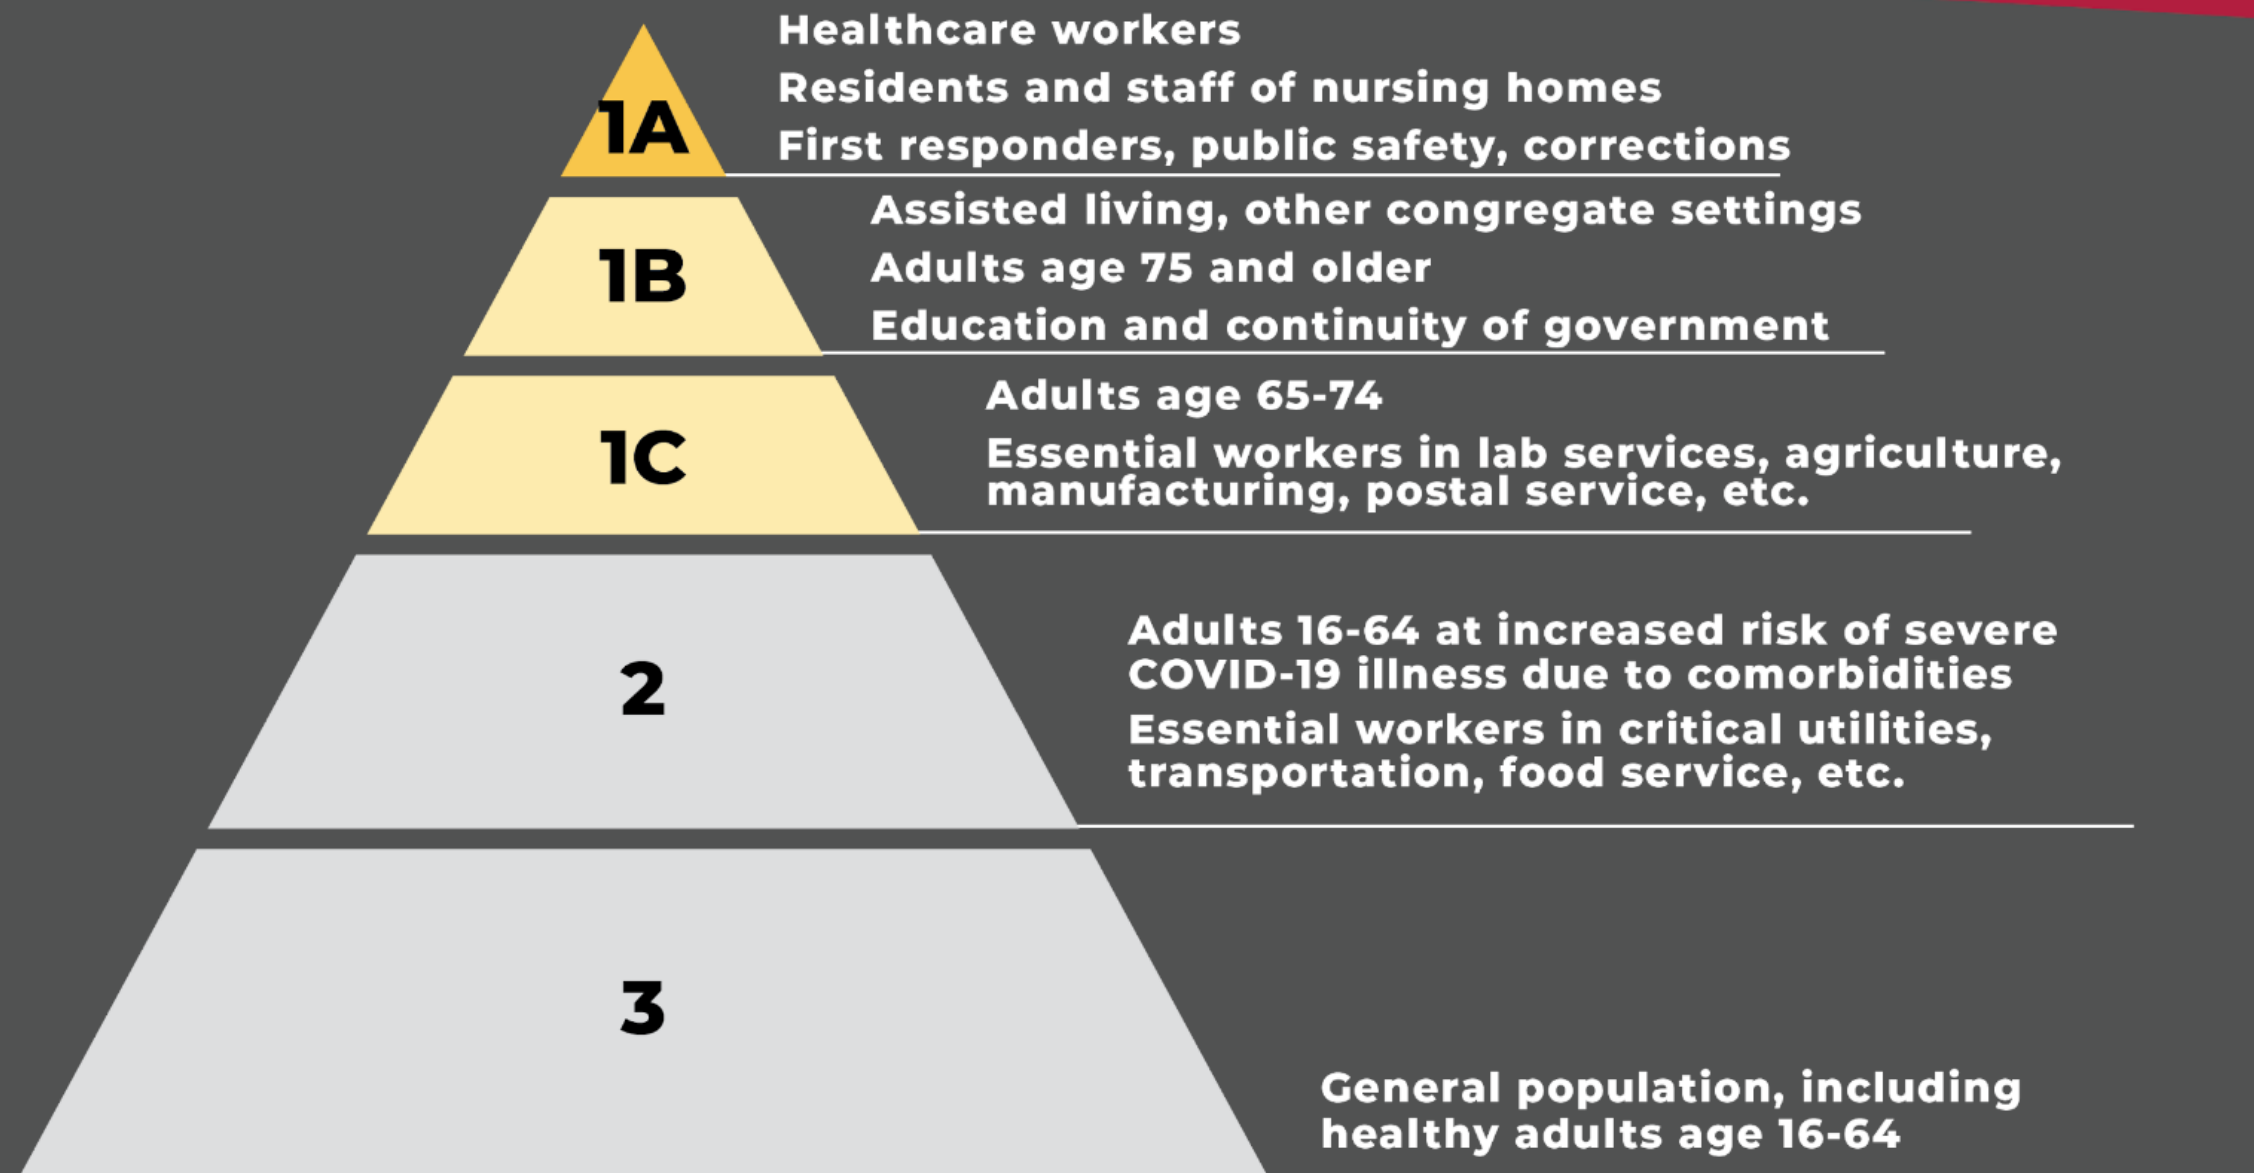 1A
Healthcare workers
Residents and staff of nursing homes
First responders, public safety, corrections
1B
Assisted living, other congregate settings
Adults age 75 and older
Education and continuity of government
1C
Adults age 65-74
Essential workers in lab services, agriculture,
manufacturing, postal service, etc.
2
Adults 16-64 at increased risk of severe
COVID-19 illness due to comorbidities
Essential workers in critical utilities,
transportation, food service, etc.
3
General population, including
healthy adults age 16-64